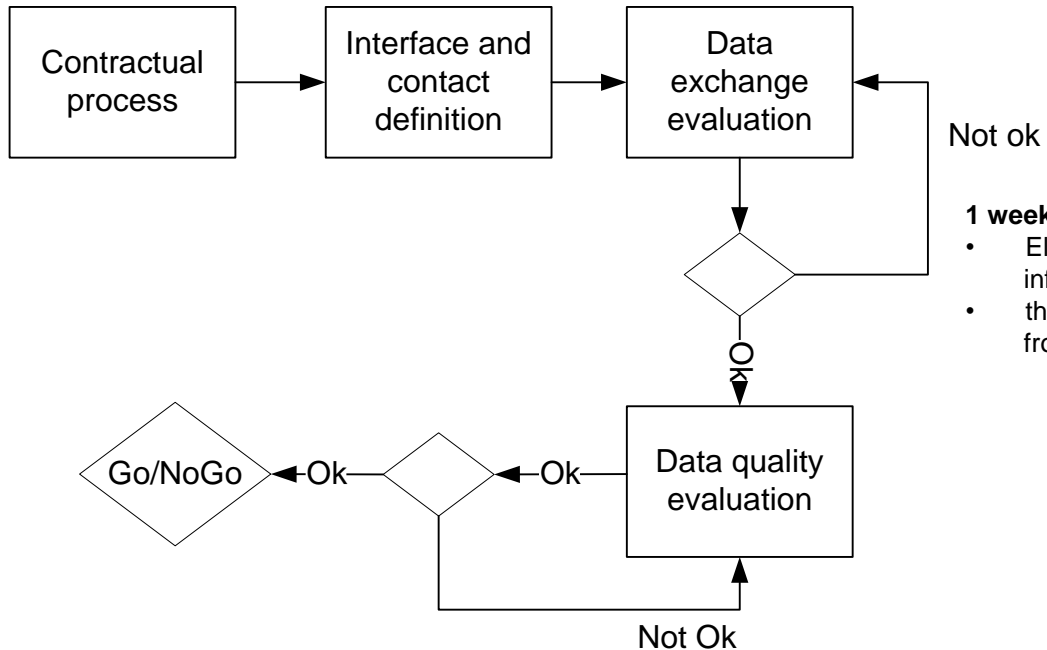 Contractual
process
Interface and
contact
definition
Data
exchange
evaluation
Not ok
1 week
•
•
Ok
Data quality
evaluation
Ok
Ok
Go/NoGo
Not Ok